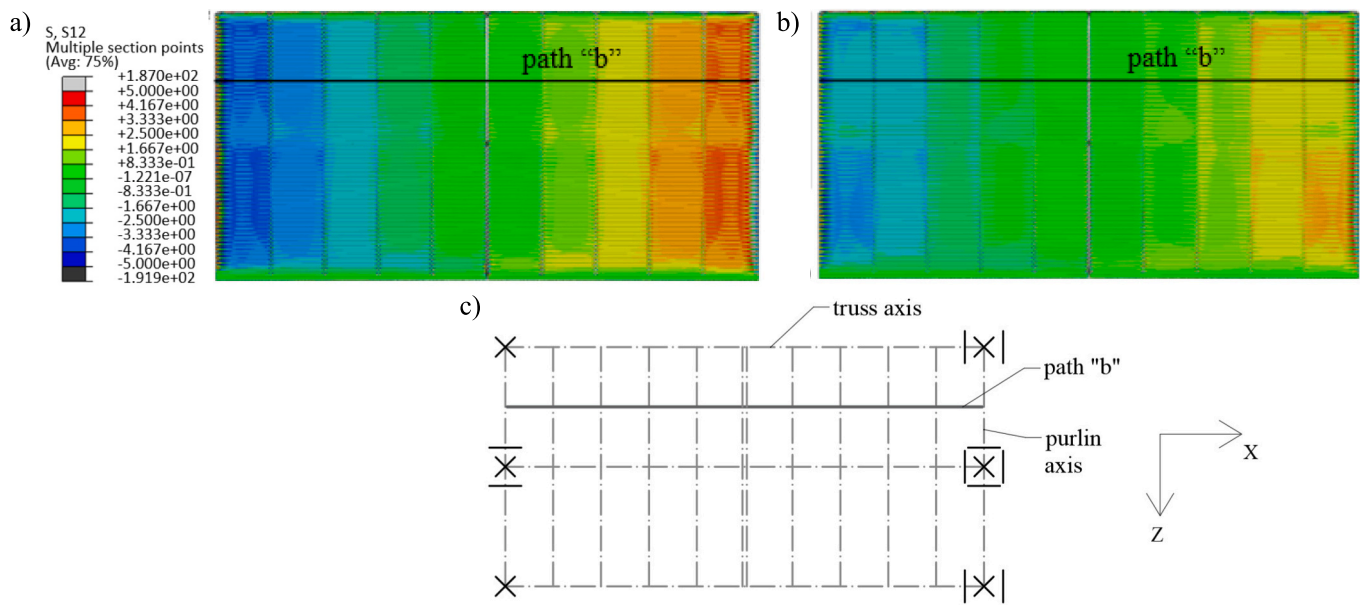 a)
S, S12
Multiple section points
(Avg: 75%)
+1.870e+02
+5.000e+00
+4.167e+00
+3.333e+00
+2.500e+00
+1.667e+00
+8.333e-01
-1.221e-07
-8.333e-01
-1.667e+00
-2.500e+00
-3.333e+00
-4.167e+00
-5.000e+00
-1.919e+02
path “b”
b)
path “b”
c)
truss axis
path "b"
purlin
axis
X
Z